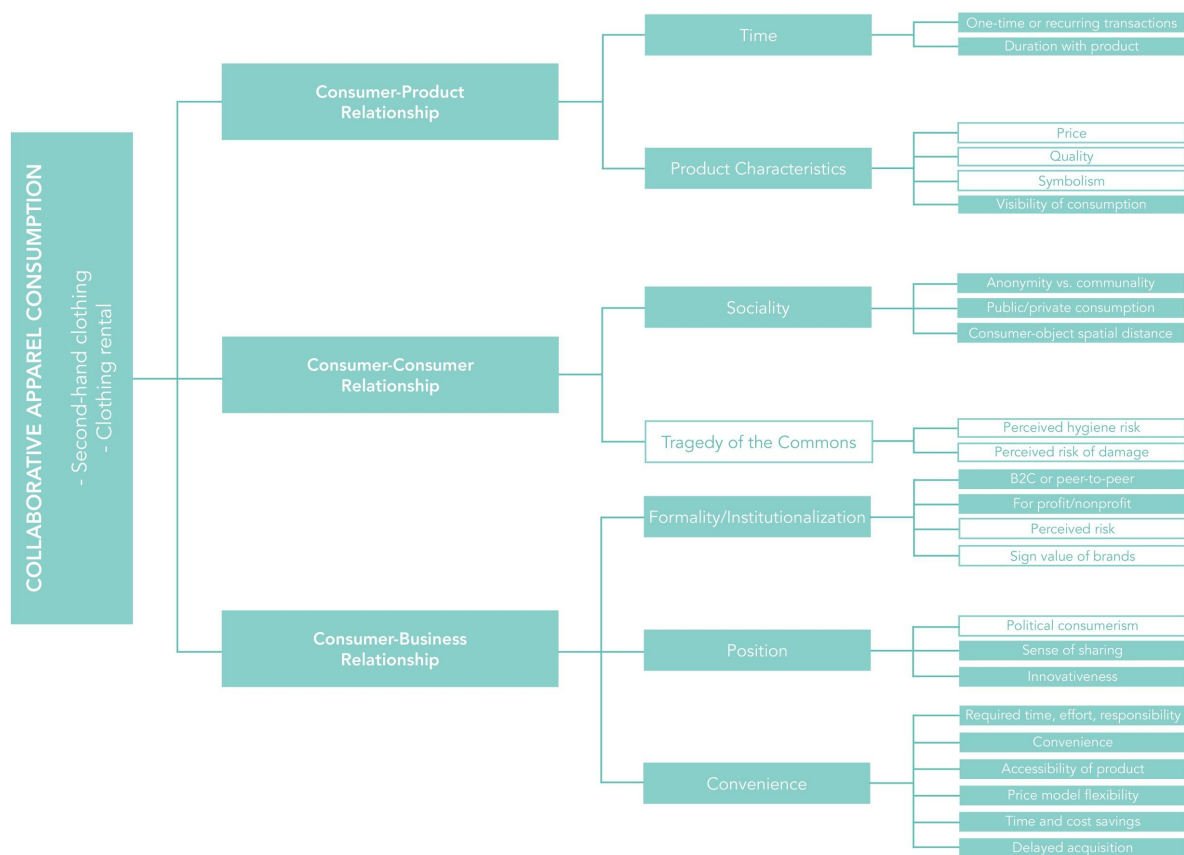 COLLABORATIVE APPAREL CONSUMPTION
- Second-hand clothing
- Clothing rental
Consumer-Product
Relationship
Time
One-time or recurring transactions
Duration with product
Product Characteristics
Price
Quality
Symbolism
Visibility of consumption
Consumer-Consumer
Relationship
Sociality
Anonymity vs. communality
Public/private consumption
Consumer-object spatial distance
Tragedy of the Commons
Perceived hygiene risk
Perceived risk of damage
Consumer-Business
Relationship
Formality/Institutionalization
B2C or peer-to-peer
For profit/nonprofit
Perceived risk
Sign value of brands
Position
Political consumerism
Sense of sharing
Innovativeness
Convenience
Required time, effort, responsibility
Convenience
Accessibility of product
Price model flexibility
Time and cost savings
Delayed acquisition